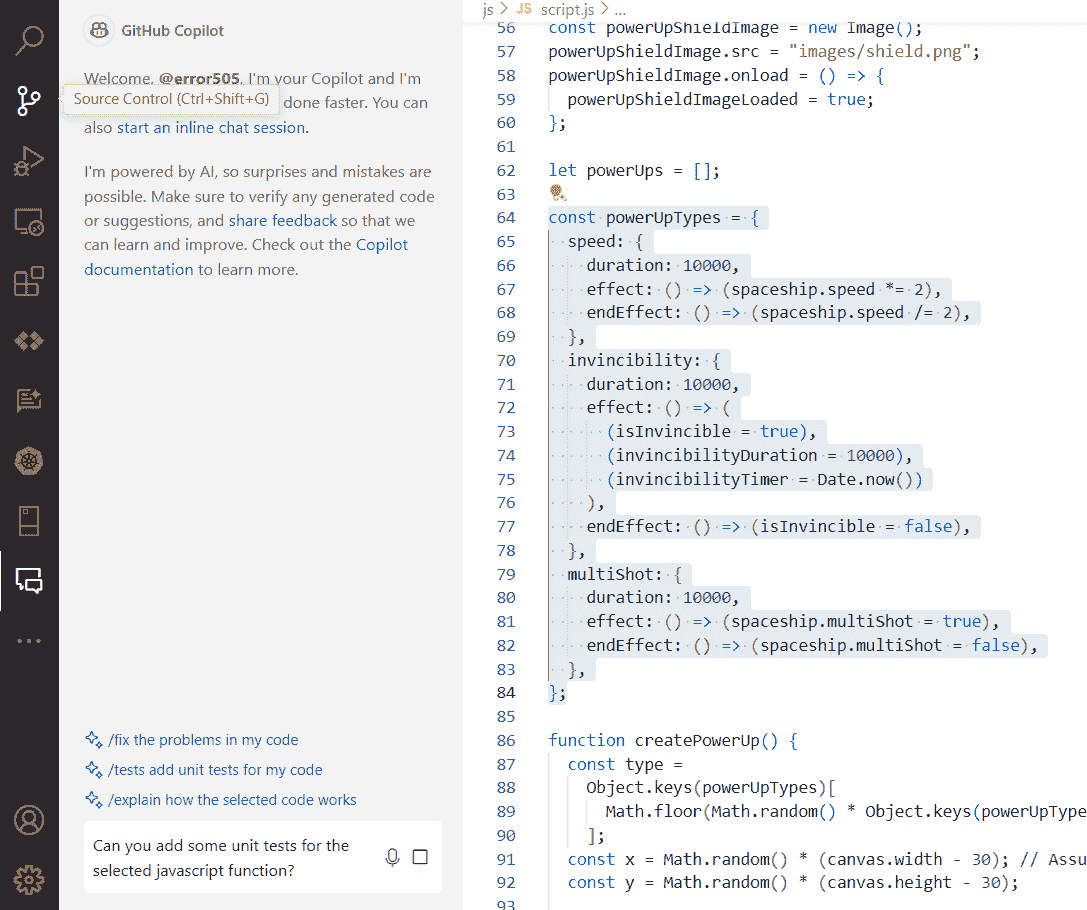 GitHub Copilot
Welcome, @error505, I'm your Copilot and I'm
Source Control (Ctrl+Shift+G)
done faster. You can
also start an inline chat session.
I'm powered by AI, so surprises and mistakes are
possible. Make sure to verify any generated code
or suggestions, and share feedback so that we
can learn and improve. Check out the Copilot
documentation to learn more.
/fix the problems in my code
/tests add unit tests for my code
/explain how the selected code works
Can you add some unit tests for the
selected javascript function?
js > JS script.js > ...
56 const powerUpShieldImage = new Image();
57 powerUpShieldImage.src = "images/shield.png";
58 powerUpShieldImage.onload = () => {
59 powerUpShieldImageLoaded = true;
60 };
61
62 let powerUps = [];
63
64 const powerUpTypes = {
65 speed: {
66 duration: 10000,
67 effect: () => (spaceship.speed *= 2),
68 endEffect: () => (spaceship.speed /= 2),
69 },
70 invincibility: {
71 duration: 10000,
72 effect: () => (
73 (isInvincible = true),
74 (invincibilityDuration = 10000),
75 (invincibilityTimer = Date.now())
76 ),
77 endEffect: () => (isInvincible = false),
78 },
79 multiShot: {
80 duration: 10000,
81 effect: () => (spaceship.multiShot = true),
82 endEffect: () => (spaceship.multiShot = false),
83 },
84 };
85
86 function createPowerUp() {
87 const type =
88 Object.keys(powerUpTypes)[
89 Math.floor(Math.random() * Object.keys(powerUpType
90 ];
91 const x = Math.random() * (canvas.width - 30); // Assu
92 const y = Math.random() * (canvas.height - 30);
93